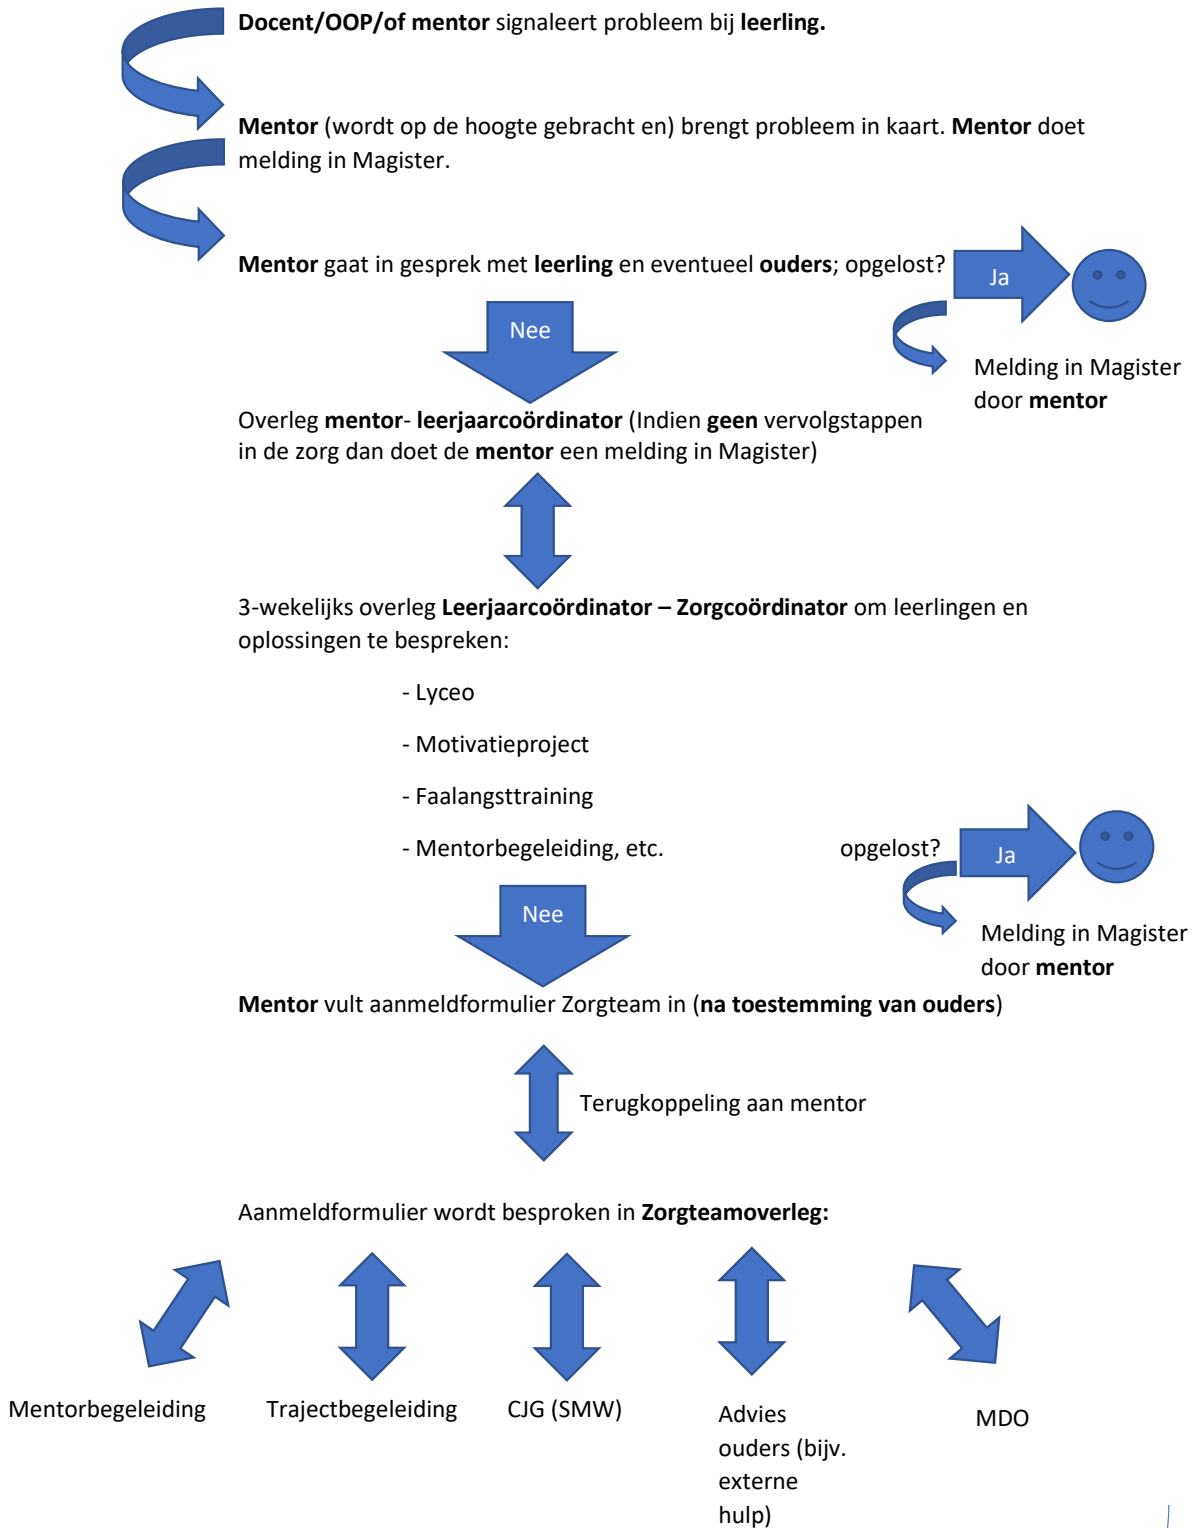 Docent/OOP/of mentor signaleert probleem bij leerling.
Mentor (wordt op de hoogte gebracht en) brengt probleem in kaart. Mentor doet
melding in Magister.
Mentor gaat in gesprek met leerling en eventueel ouders; opgelost?
Ja
Nee
Melding in Magister
door mentor
Overleg mentor- leerjaarcoördinator (Indien geen vervolgstappen
in de zorg dan doet de mentor een melding in Magister)
3-wekelijks overleg Leerjaarcoördinator – Zorgcoördinator om leerlingen en
oplossingen te bespreken:
- Lyceo
- Motivatieproject
- Faalangsttraining
- Mentorbegeleiding, etc.
opgelost?
Ja
Nee
Melding in Magister
door mentor
Mentor vult aanmeldformulier Zorgteam in (na toestemming van ouders)
Terugkoppeling aan mentor
Aanmeldformulier wordt besproken in Zorgteamoverleg:
Mentorbegeleiding
Trajectbegeleiding
CJG (SMW)
Advies
ouders (bijv.
externe
hulp)
MDO